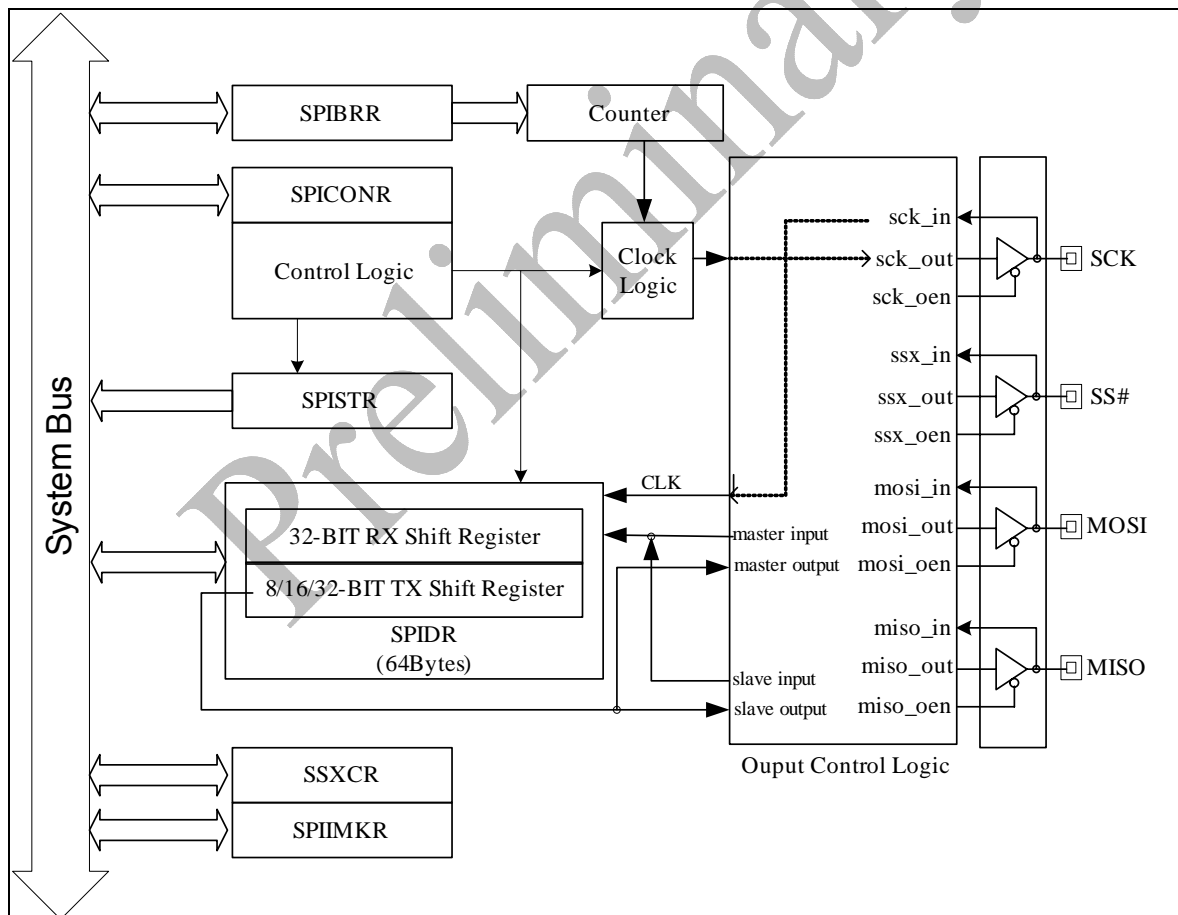 Preliminary
System Bus
SPIBRR
Counter
SPICONR
Control Logic
Clock
Logic
SPISTR
CLK
32-BIT RX Shift Register
8/16/32-BIT TX Shift Register
SPIDR
(64Bytes)
master input
master output
slave input
slave output
sck_in
sck_out
sck_oen
ssx_in
ssx_out
ssx_oen
mosi_in
mosi_out
mosi_oen
miso_in
miso_out
miso_oen
SCK
SS#
MOSI
MISO
Ouput Control Logic
SSXCR
SPIIMKR